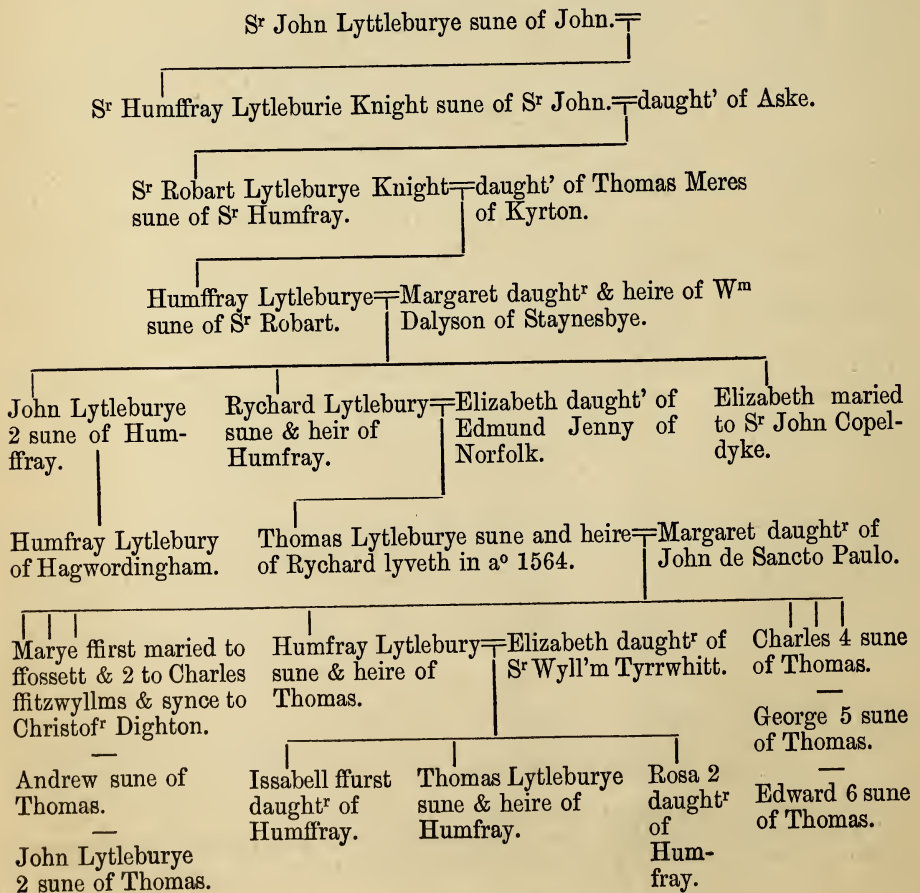 Sʳ John Lyttleburye sune of John.
Sʳ Humffray Lytleburie Knight sune of Sʳ John.
daught' of Aske.
Sʳ Robart Lytleburye Knight
sune of Sʳ Humfray.
daught' of Thomas Meres
of Kyrton.
Humffray Lytleburye
sune of Sʳ Robart.
Margaret daughtʳ & heire of Wᵐ
Dalyson of Staynesbye.
John Lytleburye
2 sune of Hum-
ffray.
Rychard Lytlebury
sune & heir of
Humfray.
Elizabeth daught' of
Edmund Jenny of
Norfolk.
Elizabeth maried
to Sʳ John Copel-
dyke.
Humfray Lytlebury
of Hagwordingham.
Thomas Lytleburye sune and heire
of Rychard lyveth in aᵒ 1564.
Margaret daughtʳ of
John de Sancto Paulo.
Marye ffirst maried to
ffossett & 2 to Charles
ffitzwyllms & synce to
Christofʳ Dighton.
Andrew sune of
Thomas.
John Lytleburye
2 sune of Thomas.
Humfray Lytlebury
sune & heire of
Thomas.
Elizabeth daughtʳ of
Sʳ Wyll'm Tyrrwhitt.
Charles 4 sune
of Thomas.
George 5 sune
of Thomas.
Edward 6 sune
of Thomas.
Issabell ffurst
daughtʳ of
Humffray.
Thomas Lytleburye
sune & heire of
Humfray.
Rosa 2
daughtʳ
of
Hum-
fray.